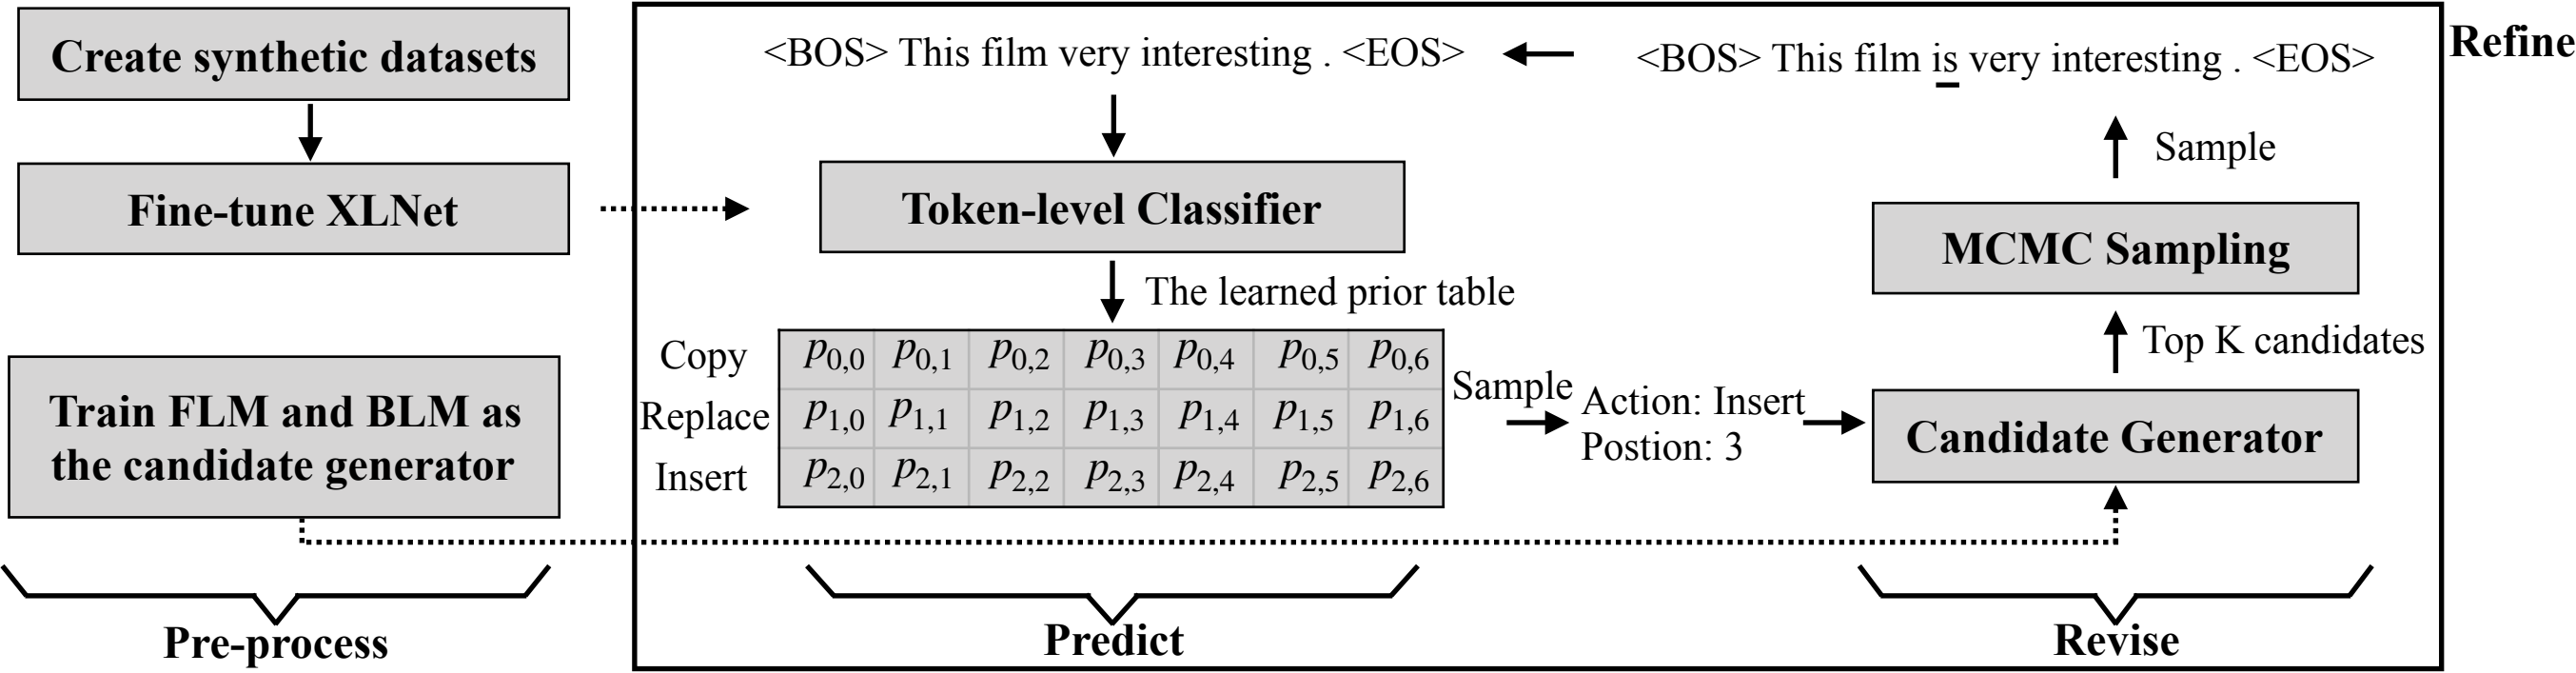 Create synthetic datasets
Fine-tune XLNet
Train FLM and BLM as
the candidate generator
Pre-process
<BOS> This film very interesting . <EOS>
Token-level Classifier
The learned prior table
Copy p0,0 p0,1 p0,2 p0,3 p0,4 p0,5 p0,6
Replace p1,0 p1,1 p1,2 p1,3 p1,4 p1,5 p1,6
Insert p2,0 p2,1 p2,2 p2,3 p2,4 p2,5 p2,6
Predict
Sample
Action: Insert
Postion: 3
<BOS> This film is very interesting . <EOS>
Sample
MCMC Sampling
Top K candidates
Candidate Generator
Revise
Refine